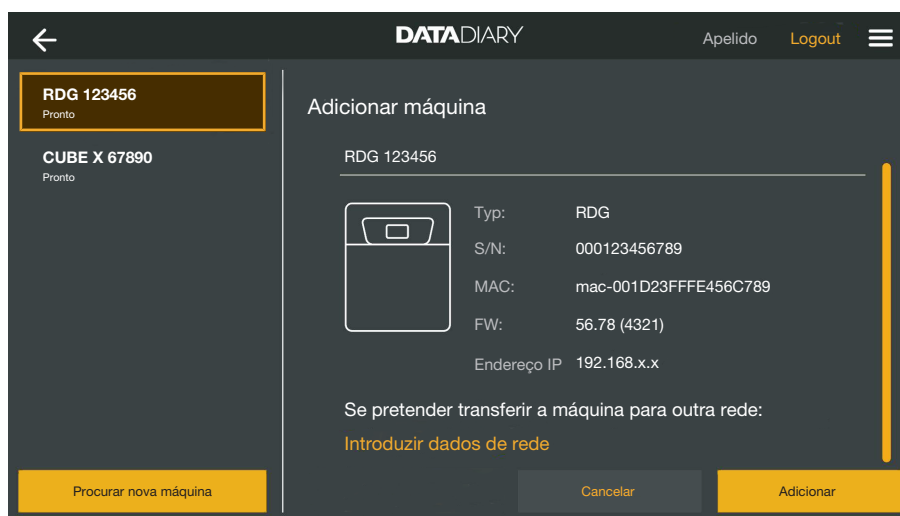 DATADIARY
Apelido Logout
RDG 123456
Pronto
CUBE X 67890
Pronto
Procurar nova máquina
Adicionar máquina
RDG 123456
Typ: RDG
S/N: 000123456789
MAC: mac-001D23FFFE456C789
FW: 56.78 (4321)
Endereço IP 192.168.x.x
Se pretender transferir a máquina para outra rede:
Introduzir dados de rede
Cancelar Adicionar